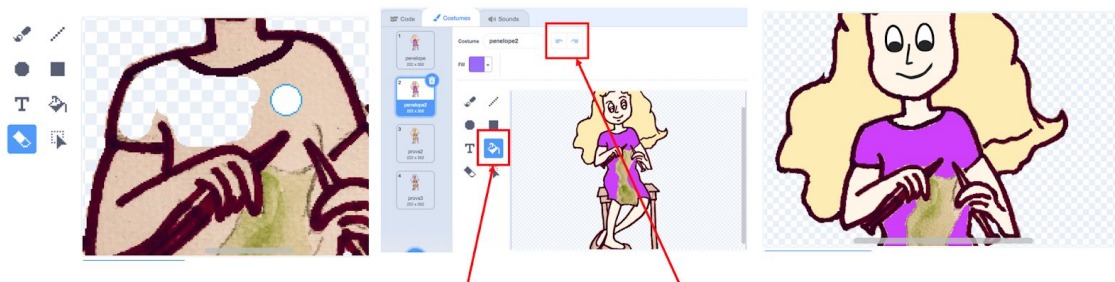 Code Costumes Sounds
1
penelope
Costume penelope2
Fill
2
penelope2
3
prova2
4
prova3
T
T